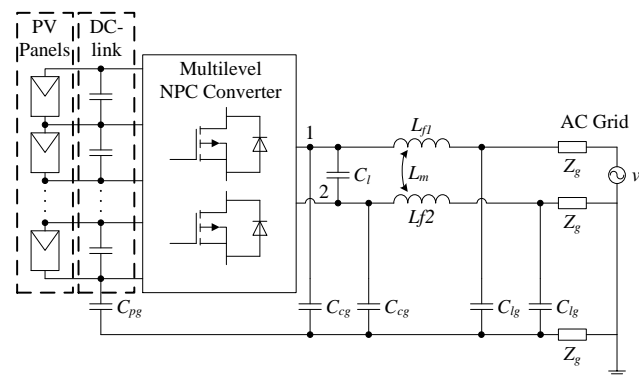 PV
Panels
DC-
link
Multilevel
NPC Converter
1
2
Cl
Lf1
Lm
Lf2
AC Grid
Zg
v
Zg
Cpg
Ccg
Ccg
Clg
Clg
Zg